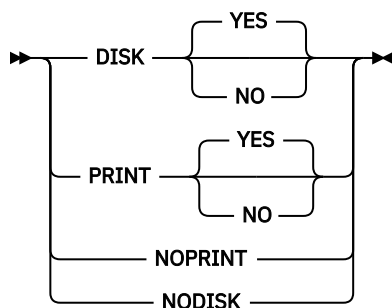 YES
DISK
NO
YES
PRINT
NO
NOPRINT
NODISK